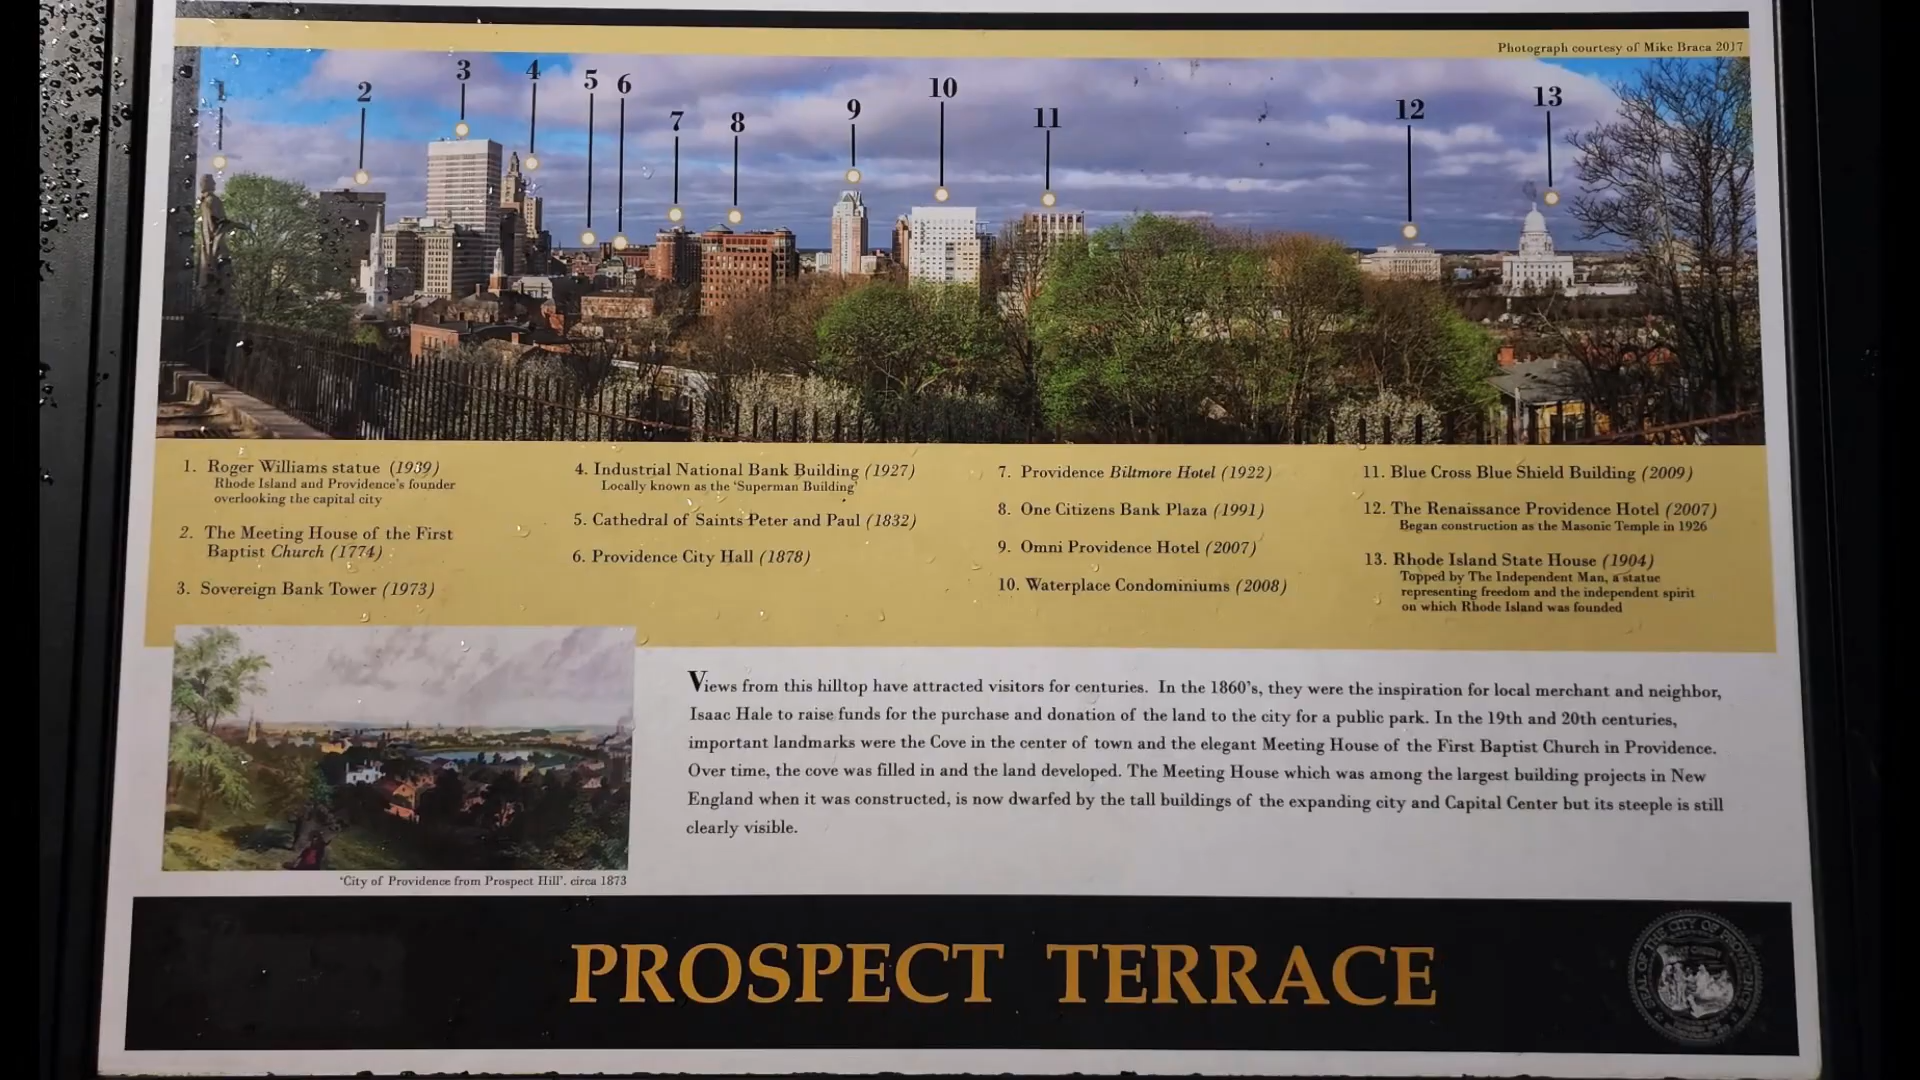 Photograph courtesy of Mike Braca 2017
1
2
3
4
5
6
7
8
9
10
11
12
13
1. Roger Williams statue (1939)
Rhode Island and Providence's founder
overlooking the capital city
2. The Meeting House of the First
Baptist Church (1774)
3. Sovereign Bank Tower (1973)
4. Industrial National Bank Building (1927)
Locally known as the 'Superman Building'
5. Cathedral of Saints Peter and Paul (1832)
6. Providence City Hall (1878)
7. Providence Biltmore Hotel (1922)
8. One Citizens Bank Plaza (1991)
9. Omni Providence Hotel (2007)
10. Waterplace Condominiums (2008)
11. Blue Cross Blue Shield Building (2009)
12. The Renaissance Providence Hotel (2007)
Began construction as the Masonic Temple in 1926
13. Rhode Island State House (1904)
Topped by The Independent Man, a statue
representing freedom and the independent spirit
on which Rhode Island was founded
Views from this hilltop have attracted visitors for centuries. In the 1860's, they were the inspiration for local merchant and neighbor,
Isaac Hale to raise funds for the purchase and donation of the land to the city for a public park. In the 19th and 20th centuries,
important landmarks were the Cove in the center of town and the elegant Meeting House of the First Baptist Church in Providence.
Over time, the cove was filled in and the land developed. The Meeting House which was among the largest building projects in New
England when it was constructed, is now dwarfed by the tall buildings of the expanding city and Capital Center but its steeple is still
clearly visible.
'City of Providence from Prospect Hill'. circa 1873
PROSPECT TERRACE
SEAL OF THE CITY OF PROVIDENCE